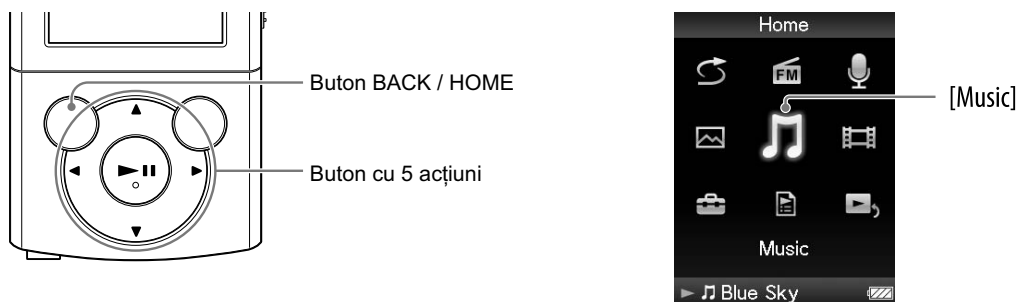 Buton BACK / HOME
Buton cu 5 acțiuni
Home
FM
[Music]
Music
Blue Sky